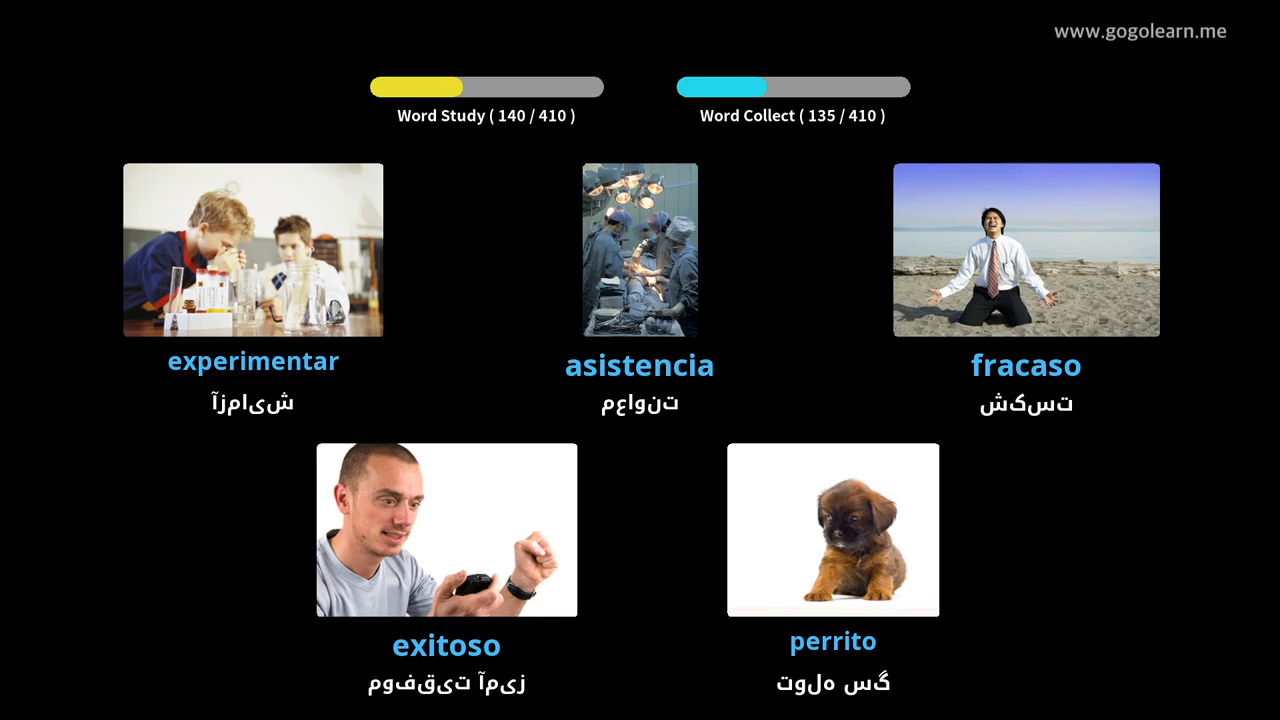 www.gogolearn.me
Word Study ( 140 / 410 )
Word Collect ( 135 / 410 )
experimentar
asistencia
fracaso
آزمایش
معاونت
شکست
exitoso
perrito
موفقیت آمیز
توله سگ